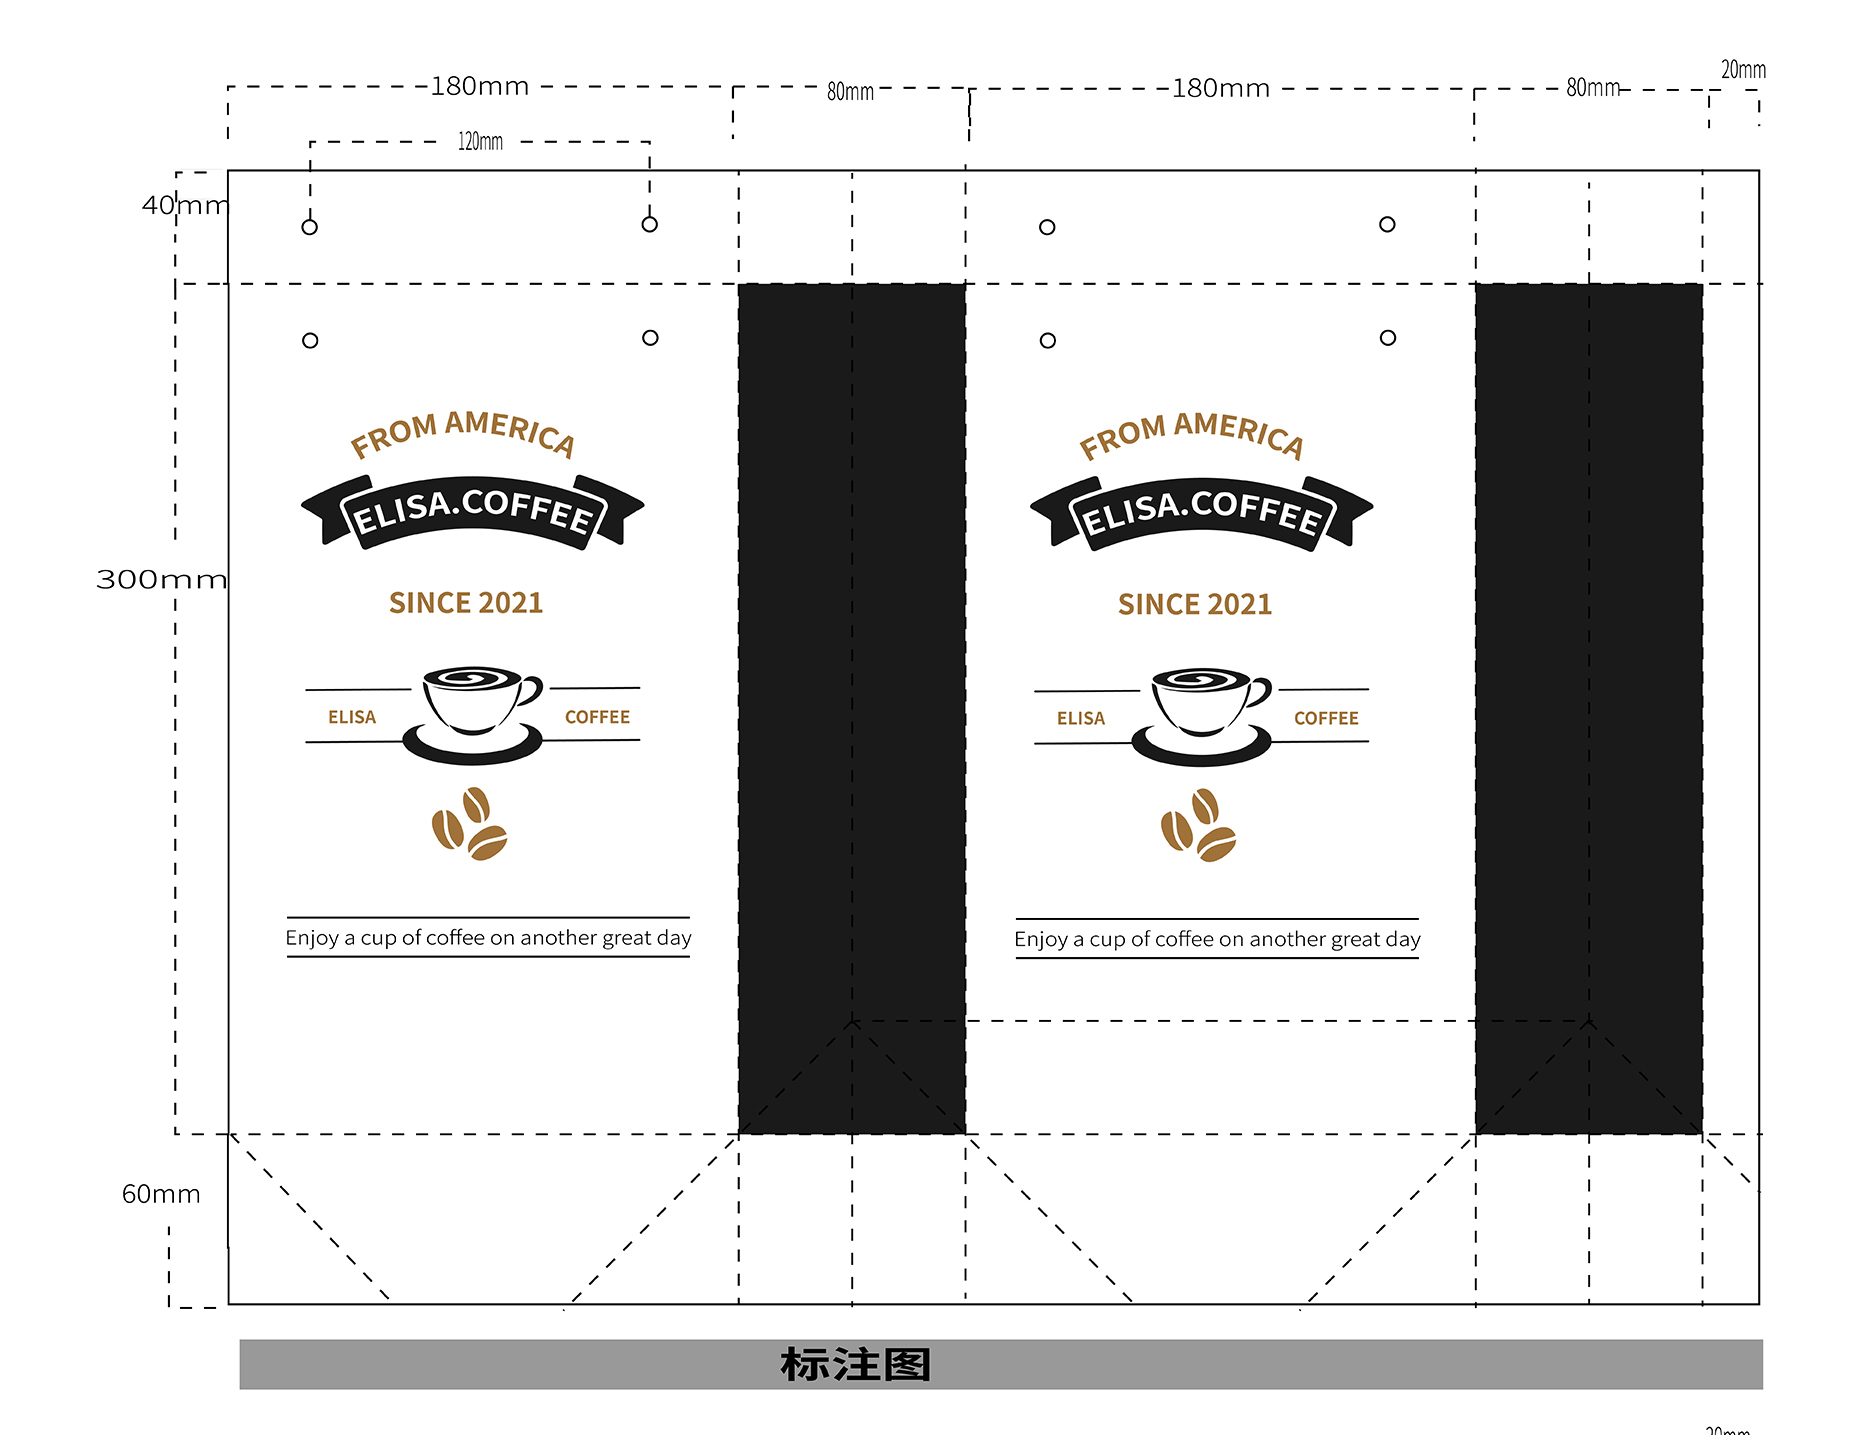 180mm 80mm 180mm 80mm 20mm
120mm
40mm
FROM AMERICA FROM AMERICA
ELISA.COFFEE ELISA.COFFEE
300mm
SINCE 2021 SINCE 2021
ELISA COFFEE ELISA COFFEE
Enjoy a cup of coffee on another great day Enjoy a cup of coffee on another great day
60mm
标注图
20mm